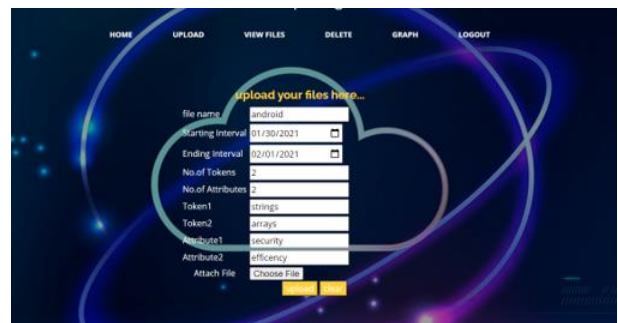 HOME UPLOAD VIEW FILES DELETE GRAPH LOGOUT
upload your files here...
file name android
Starting Interval 01/30/2021
Ending Interval 02/01/2021
No.of Tokens 2
No.of Attributes 2
Token1 strings
Token2 arrays
Attribute1 security
Attribute2 efficency
Attach File Choose File
upload clear